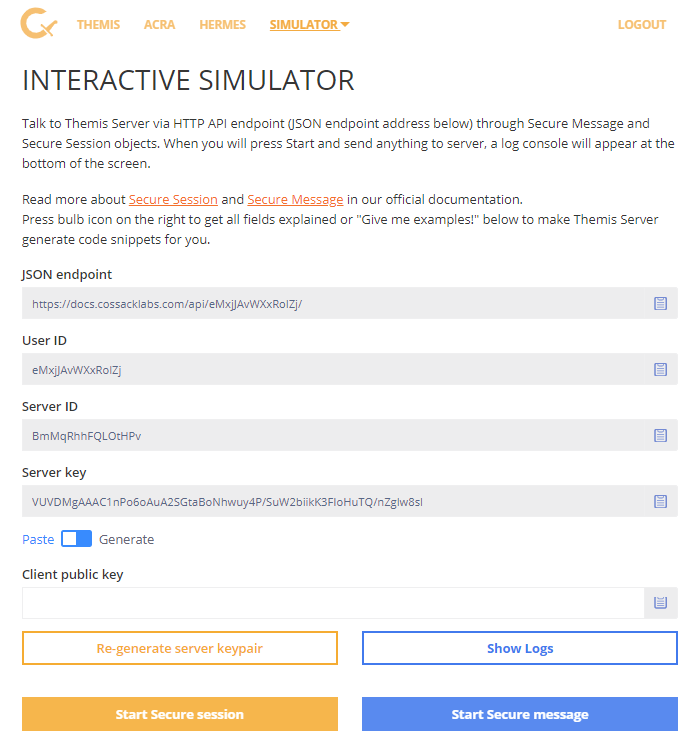 THEMIS ACRA HERMES SIMULATOR LOGOUT
INTERACTIVE SIMULATOR
Talk to Themis Server via HTTP API endpoint (JSON endpoint address below) through Secure Message and
Secure Session objects. When you will press Start and send anything to server, a log console will appear at the
bottom of the screen.
Read more about Secure Session and Secure Message in our official documentation.
Press bulb icon on the right to get all fields explained or "Give me examples!" below to make Themis Server
generate code snippets for you.
JSON endpoint
https://docs.cossacklabs.com/api/eMxjJAvWXxRolZj/
User ID
eMxjJAvWXxRolZj
Server ID
BmMqRhhFQLOtHPv
Server key
VUVDMgAAAC1nPo6oAuA2SGtaBoNhwuy4P/SuW2biikK3FIoHuTQ/nZgIw8sI
Paste Generate
Client public key
Re-generate server keypair Show Logs
Start Secure session Start Secure message